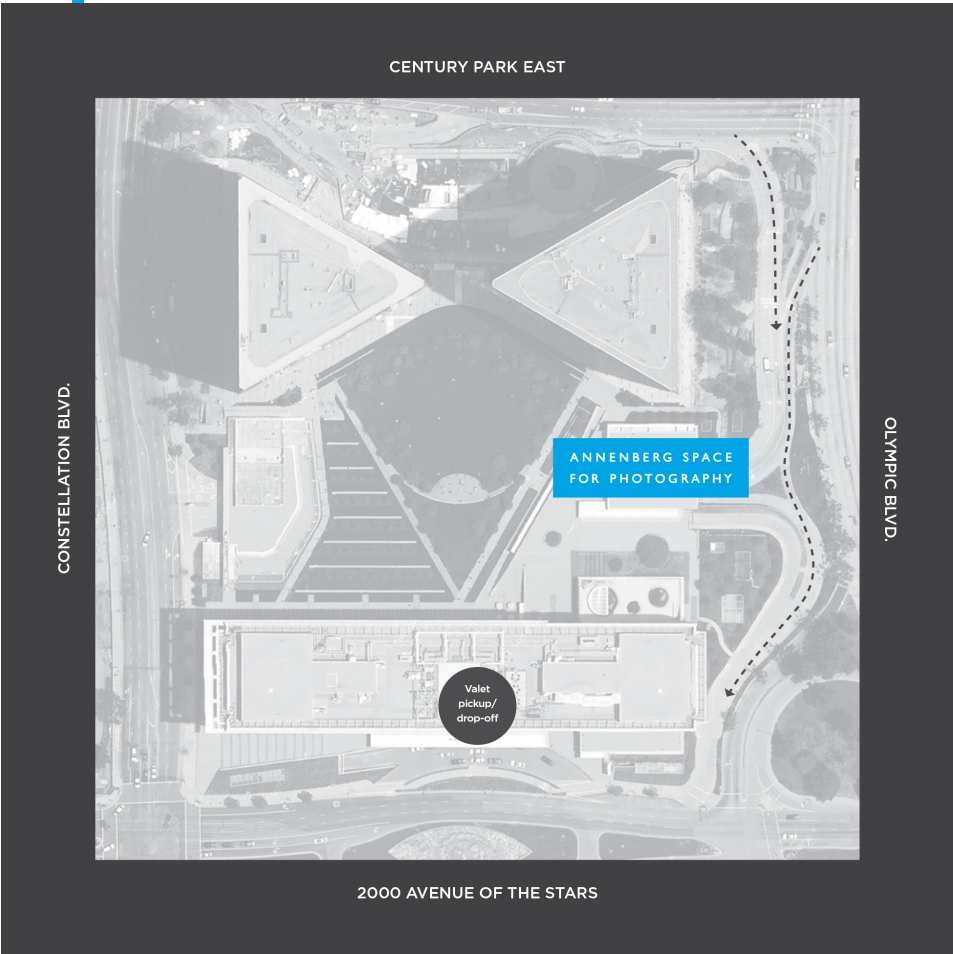 CENTURY PARK EAST
CONSTELLATION BLVD.
ANNENBERG SPACE
FOR PHOTOGRAPHY
OLYMPIC BLVD.
Valet
pickup/
drop-off
2000 AVENUE OF THE STARS